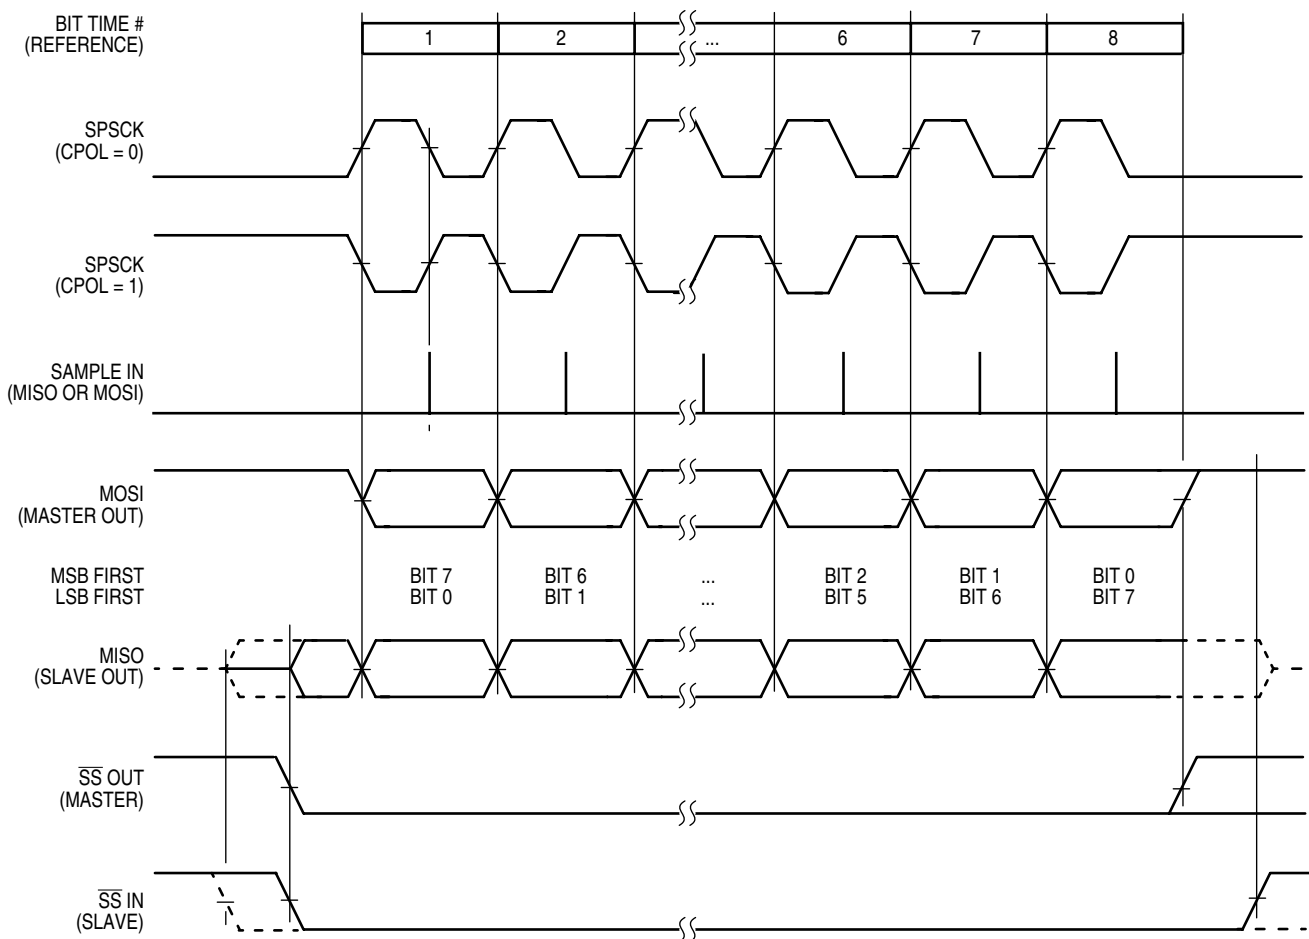 BIT TIME #
(REFERENCE)
1 2 ... 6 7 8
SPSCK
(CPOL = 0)
SPSCK
(CPOL = 1)
SAMPLE IN
(MISO OR MOSI)
MOSI
(MASTER OUT)
MSB FIRST BIT 7 BIT 6 ... BIT 2 BIT 1 BIT 0
LSB FIRST BIT 0 BIT 1 ... BIT 5 BIT 6 BIT 7
MISO
(SLAVE OUT)
S̅S̅ OUT
(MASTER)
S̅S̅ IN
(SLAVE)